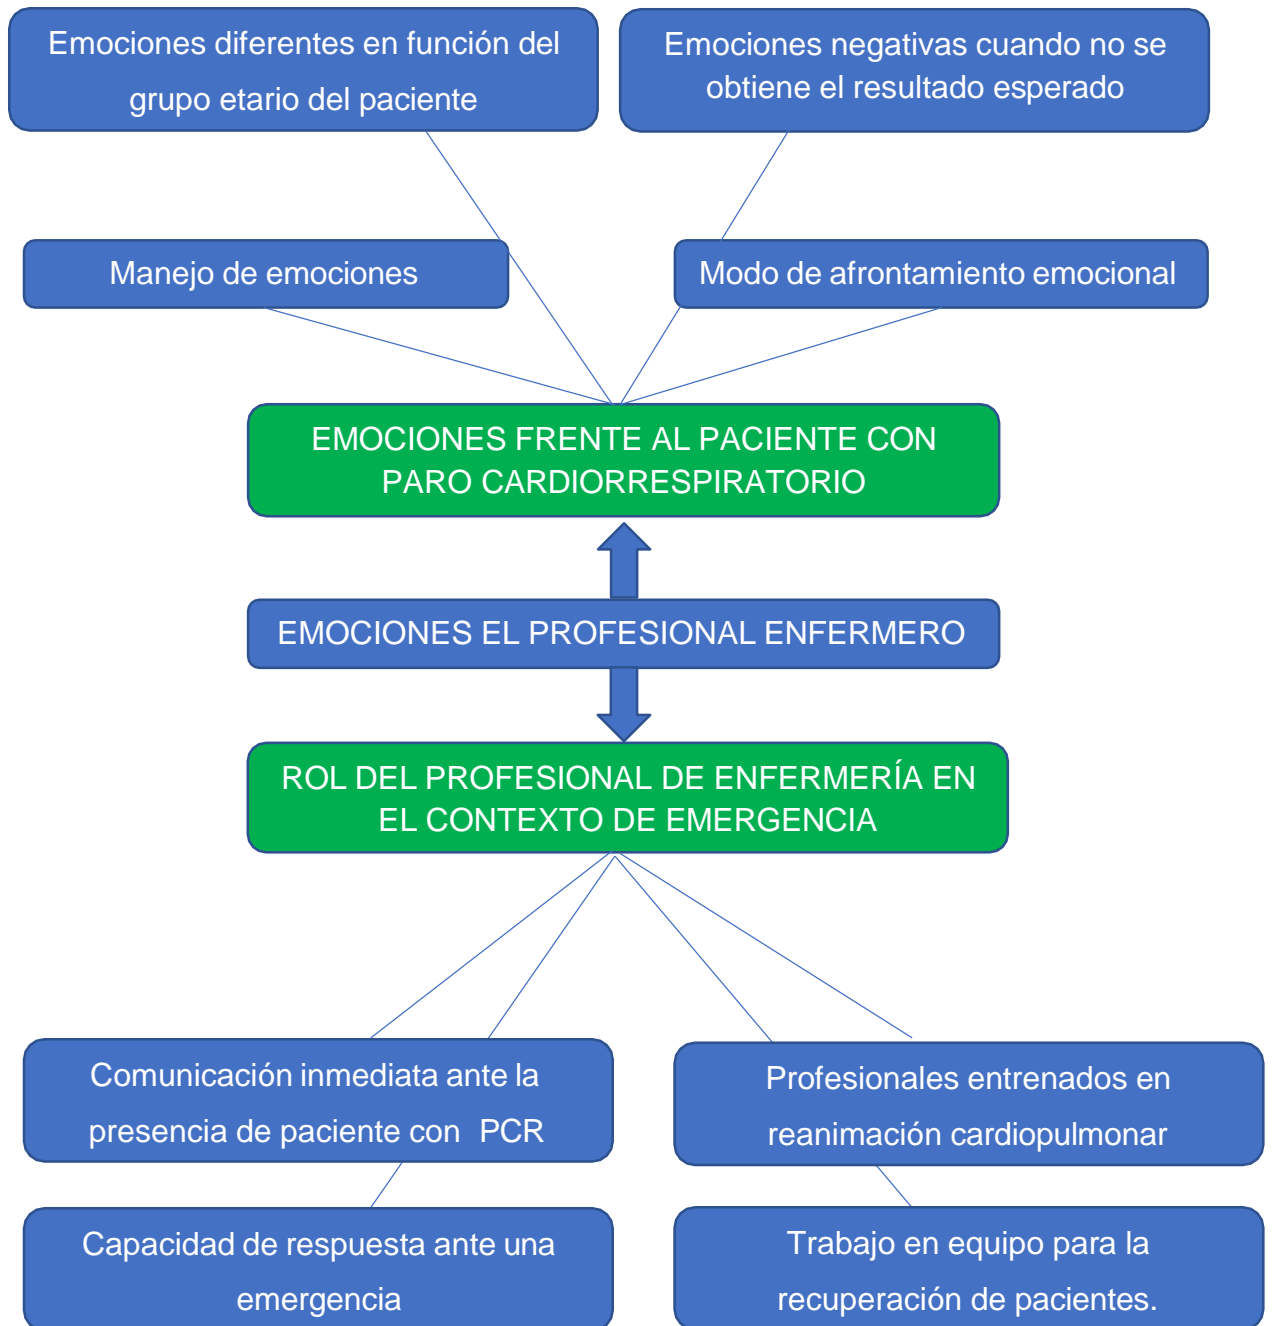 Emociones diferentes en función del
grupo etario del paciente
Emociones negativas cuando no se
obtiene el resultado esperado
Manejo de emociones
Modo de afrontamiento emocional
EMOCIONES FRENTE AL PACIENTE CON
PARO CARDIORRESPIRATORIO
EMOCIONES EL PROFESIONAL ENFERMERO
ROL DEL PROFESIONAL DE ENFERMERÍA EN
EL CONTEXTO DE EMERGENCIA
Comunicación inmediata ante la
presencia de paciente con PCR
Profesionales entrenados en
reanimación cardiopulmonar
Capacidad de respuesta ante una
emergencia
Trabajo en equipo para la
recuperación de pacientes.